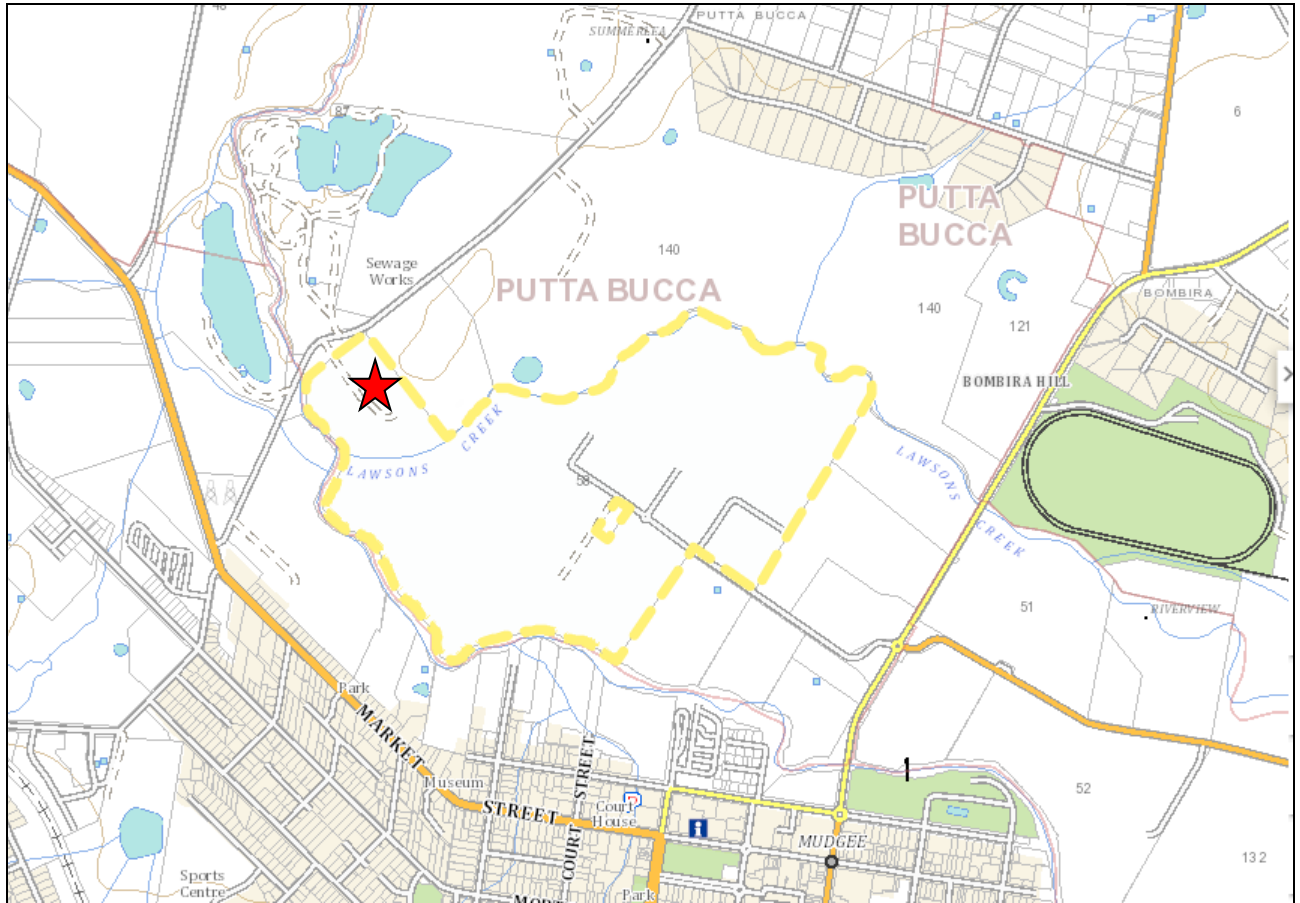 48
PUTTA BUCCA
SUMMERLEA
87
6
PUTTA
BUCCA
140
Sewage
Works
PUTTA BUCCA
BOMBIRA
140
121
BOMBIRA HILL
LAWSONS
CREEK
LAWSONS
CREEK
58
51
RIVERVIEW
Park
MARKET
STREET
Museum
COURT STREET
Court
House
i
1
52
MUDGEE
132
Sports
Centre
Park